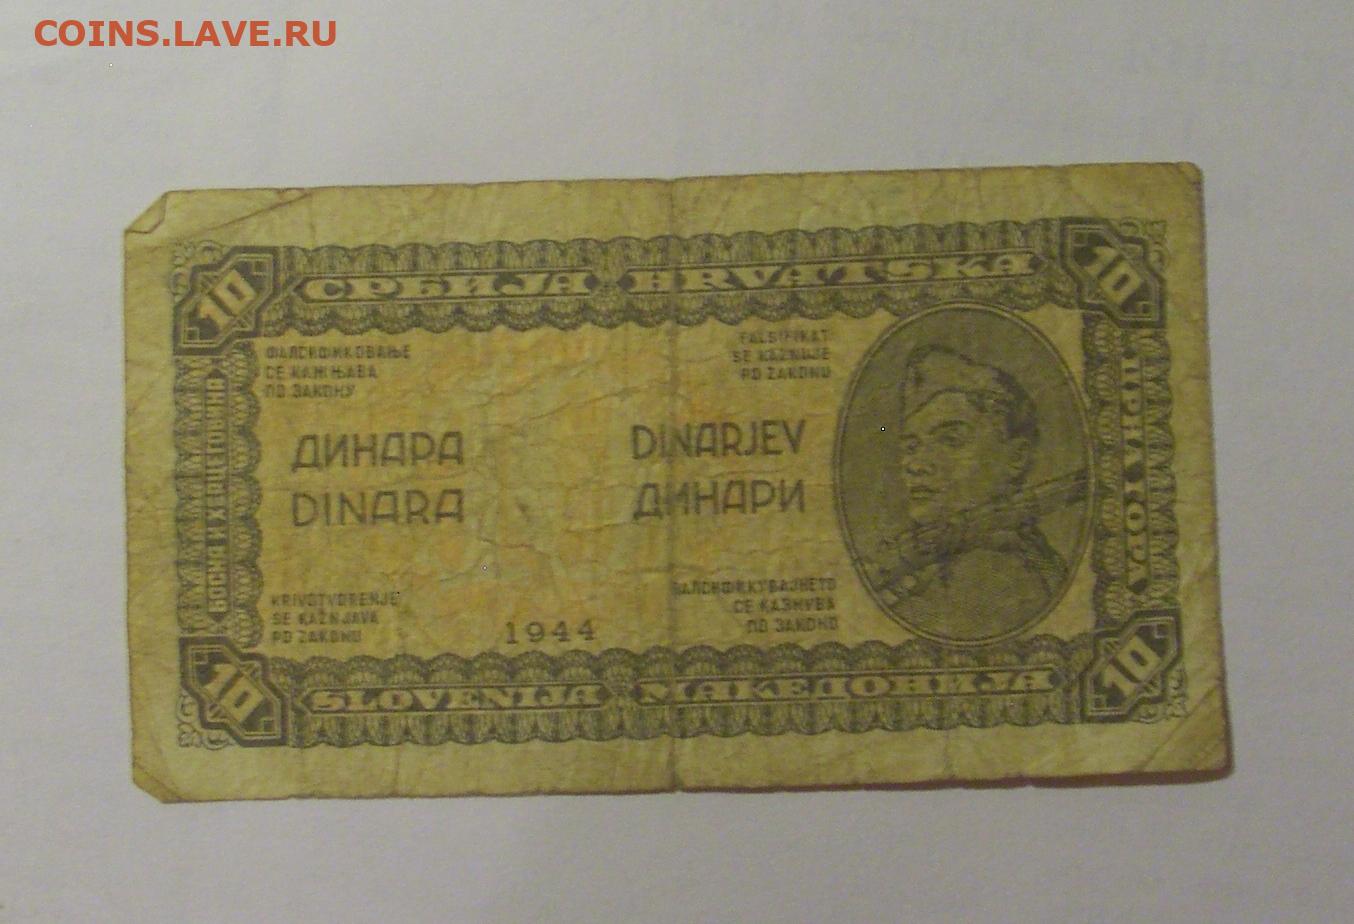 COINS.LAVE.RU
10
СРБИЈА HRVATSKA
10
ФАЛСИФИКОВАЊЕ
СЕ КАЖЊАВА
ПО ЗАКОНУ
FALSIFIKAT
SE KAZNUJE
PO ZAKONU
ДИНАРА
DINARA
DINARJEV
ДИНАРИ
БОСНА И ХЕРЦЕГОВИНА
ЦРНА ГОРА
KRIVOTVORENJE
SE KAŽNJAVA
PO ZAKONU
1944
ФАЛСИФИКУВАЈНЕТО
СЕ КАЗНУВА
ПО ЗАКОНО
10
SLOVENIJA МАКЕДОНИЈА
10